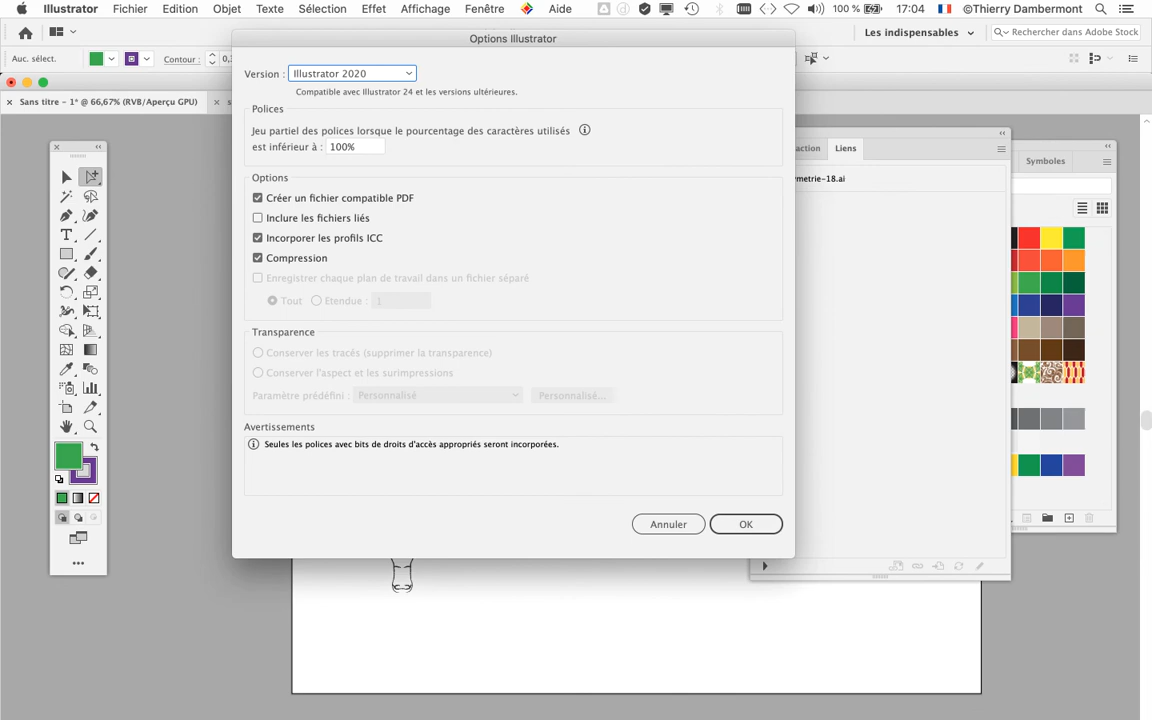 Illustrator Fichier Edition Objet Texte Sélection Effet Affichage Fenêtre Aide 100 % 17:04 ©Thierry Dambermont
Les indispensables Rechercher dans Adobe Stock
Auc. sélect. Contour :
Options Illustrator
Sans titre - 1* @ 66,67% (RVB/Aperçu GPU)
Version : Illustrator 2020
Compatible avec Illustrator 24 et les versions ultérieures.
Polices
Jeu partiel des polices lorsque le pourcentage des caractères utilisés
est inférieur à : 100%
Options
Créer un fichier compatible PDF
Inclure les fichiers liés
Incorporer les profils ICC
Compression
Enregistrer chaque plan de travail dans un fichier séparé
Tout Etendue : 1
Transparence
Conserver les tracés (supprimer la transparence)
Conserver l'aspect et les surimpressions
Paramètre prédéfini : Personnalisé Personnalisé...
Avertissements
Seules les polices avec bits de droits d'accès appropriés seront incorporées.
Annuler OK
action Liens
metrie-18.ai
Symboles